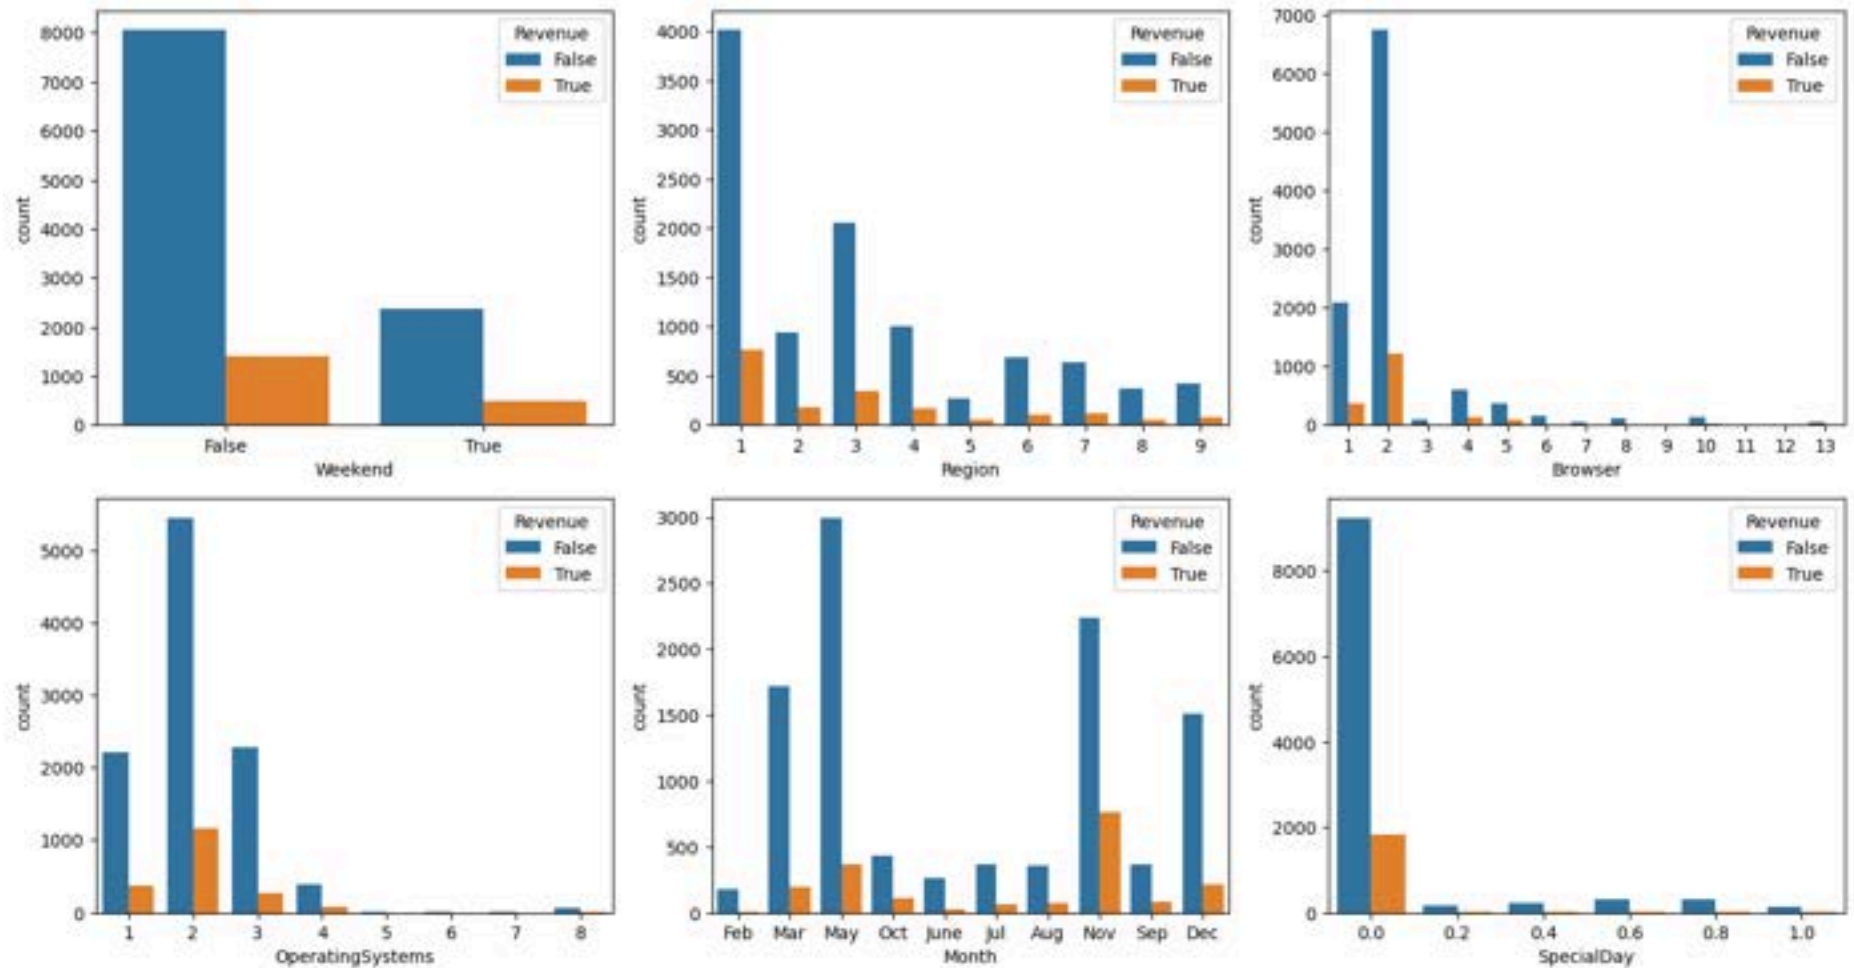 Revenue
False
True
8000
7000
6000
5000
4000
3000
2000
1000
0
count
False True
Weekend
Revenue
False
True
4000
3500
3000
2500
2000
1500
1000
500
0
count
1 2 3 4 5 6 7 8 9
Region
Revenue
False
True
7000
6000
5000
4000
3000
2000
1000
0
count
1 2 3 4 5 6 7 8 9 10 11 12 13
Browser
Revenue
False
True
5000
4000
3000
2000
1000
0
count
1 2 3 4 5 6 7 8
OperatingSystems
Revenue
False
True
3000
2500
2000
1500
1000
500
0
count
Feb Mar May Oct June Jul Aug Nov Sep Dec
Month
Revenue
False
True
8000
6000
4000
2000
0
count
0.0 0.2 0.4 0.6 0.8 1.0
SpecialDay